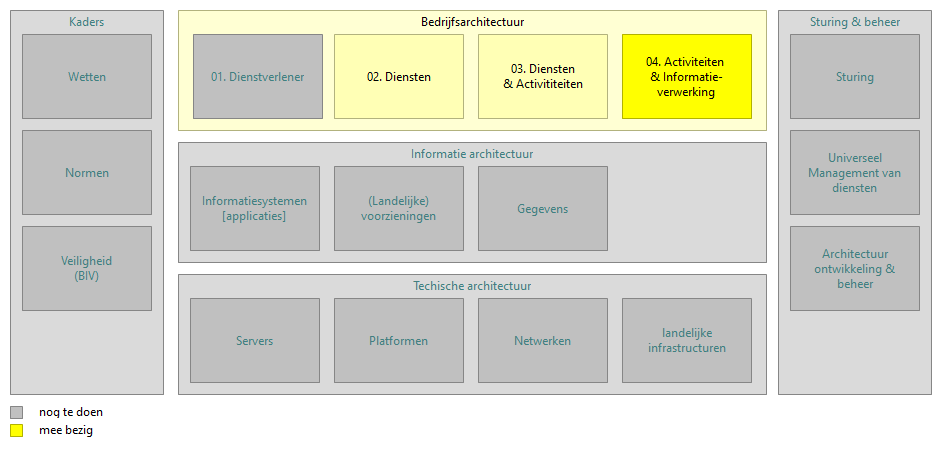 Kaders
Wetten
Normen
Veiligheid
(BIV)
Bedrijfsarchitectuur
01. Dienstverlener
02. Diensten
03. Diensten
& Activititeiten
04. Activiteiten
& Informatie-
verwerking
Informatie architectuur
Informatiesystemen
[applicaties]
(Landelijke)
voorzieningen
Gegevens
Techische architectuur
Servers
Platformen
Netwerken
landelijke
infrastructuren
Sturing & beheer
Sturing
Universeel
Management van
diensten
Architectuur
ontwikkeling &
beheer
nog te doen
mee bezig